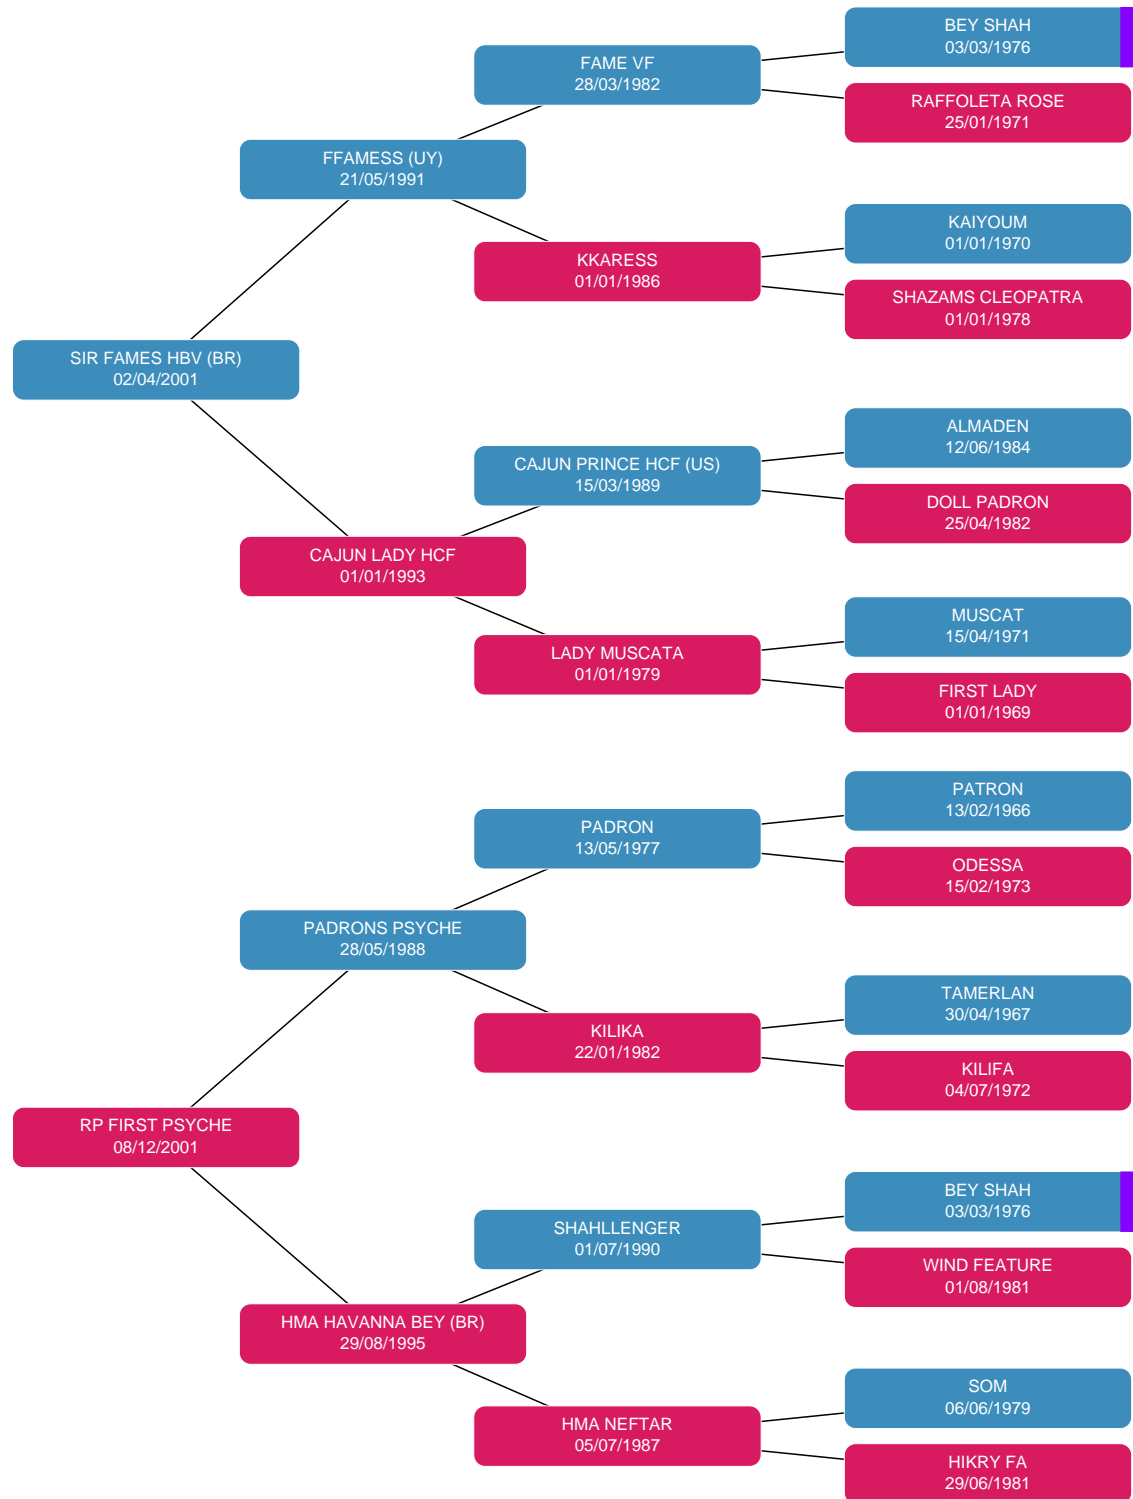 BEY SHAH
03/03/1976
FAME VF
28/03/1982
RAFFOLETA ROSE
25/01/1971
FFAMESS (UY)
21/05/1991
KAIYOUM
01/01/1970
KKARESS
01/01/1986
SHAZAMS CLEOPATRA
01/01/1978
SIR FAMES HBV (BR)
02/04/2001
ALMADEN
12/06/1984
CAJUN PRINCE HCF (US)
15/03/1989
DOLL PADRON
25/04/1982
CAJUN LADY HCF
01/01/1993
MUSCAT
15/04/1971
LADY MUSCATA
01/01/1979
FIRST LADY
01/01/1969
PATRON
13/02/1966
PADRON
13/05/1977
ODESSA
15/02/1973
PADRONS PSYCHE
28/05/1988
TAMERLAN
30/04/1967
KILIKA
22/01/1982
KILIFA
04/07/1972
RP FIRST PSYCHE
08/12/2001
BEY SHAH
03/03/1976
SHAHLLENGER
01/07/1990
WIND FEATURE
01/08/1981
HMA HAVANNA BEY (BR)
29/08/1995
SOM
06/06/1979
HMA NEFTAR
05/07/1987
HIKRY FA
29/06/1981